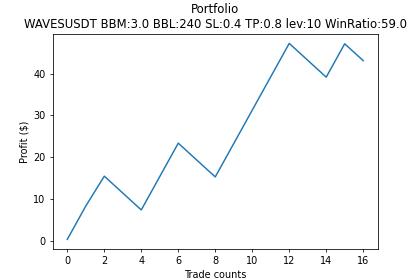 Portfolio
WAVESUSDT BBM:3.0 BBL:240 SL:0.4 TP:0.8 lev:10 WinRatio:59.0
Profit ($)
40
30
20
10
0
0 2 4 6 8 10 12 14 16
Trade counts